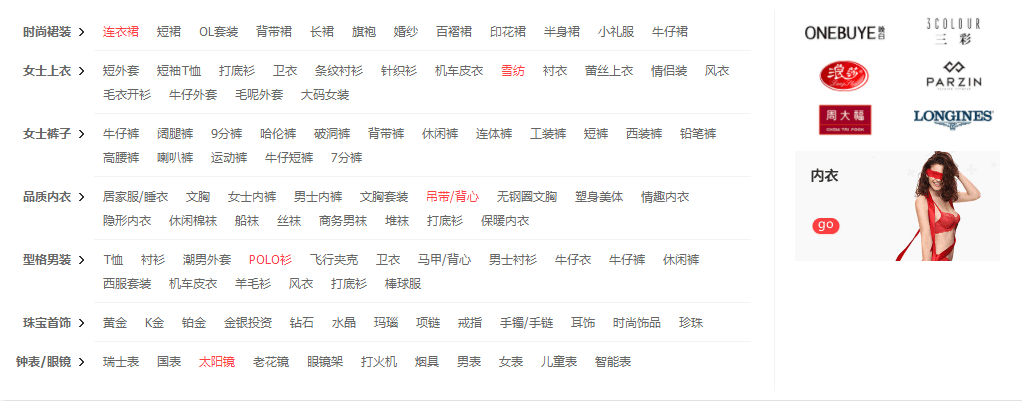 时尚裙装 > 连衣裙 短裙 OL套装 背带裙 长裙 旗袍 婚纱 百褶裙 印花裙 半身裙 小礼服 牛仔裙
女士上衣 > 短外套 短袖T恤 打底衫 卫衣 条纹衬衫 针织衫 机车皮衣 雪纺 衬衣 蕾丝上衣 情侣装 风衣
毛衣开衫 牛仔外套 毛呢外套 大码女装
女士裤子 > 牛仔裤 阔腿裤 9分裤 哈伦裤 破洞裤 背带裤 休闲裤 连体裤 工装裤 短裤 西装裤 铅笔裤
高腰裤 喇叭裤 运动裤 牛仔短裤 7分裤
品质内衣 > 居家服/睡衣 文胸 女士内裤 男士内裤 文胸套装 吊带/背心 无钢圈文胸 塑身美体 情趣内衣
隐形内衣 休闲棉袜 船袜 丝袜 商务男袜 堆袜 打底衫 保暖内衣
型格男装 > T恤 衬衫 潮男外套 POLO衫 飞行夹克 卫衣 马甲/背心 男士衬衫 牛仔衣 牛仔裤 休闲裤
西服套装 机车皮衣 羊毛衫 风衣 打底衫 棒球服
珠宝首饰 > 黄金 K金 铂金 金银投资 钻石 水晶 玛瑙 项链 戒指 手镯/手链 耳饰 时尚饰品 珍珠
钟表/眼镜 > 瑞士表 国表 太阳镜 老花镜 眼镜架 打火机 烟具 男表 女表 儿童表 智能表
ONEBUYE 独白
3COLOUR
三彩
浪莎
PARZIN
周大福
CHOW TAI FOOK
LONGINES
内衣
go